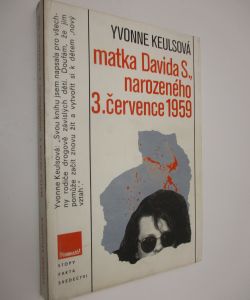 YVONNE KEULSOVÁ
matka Davida S.,
narozeného
3. července 1959
Yvonne Keulsová: „Svou knihu jsem napsala pro všech-
ny rodiče drogově závislých dětí. Doufám, že jim
pomůže začít znovu žít a vytvořit si k dětem ‚nový
vztah‘.“
STOPY
FAKTA
SVĚDECTVÍ